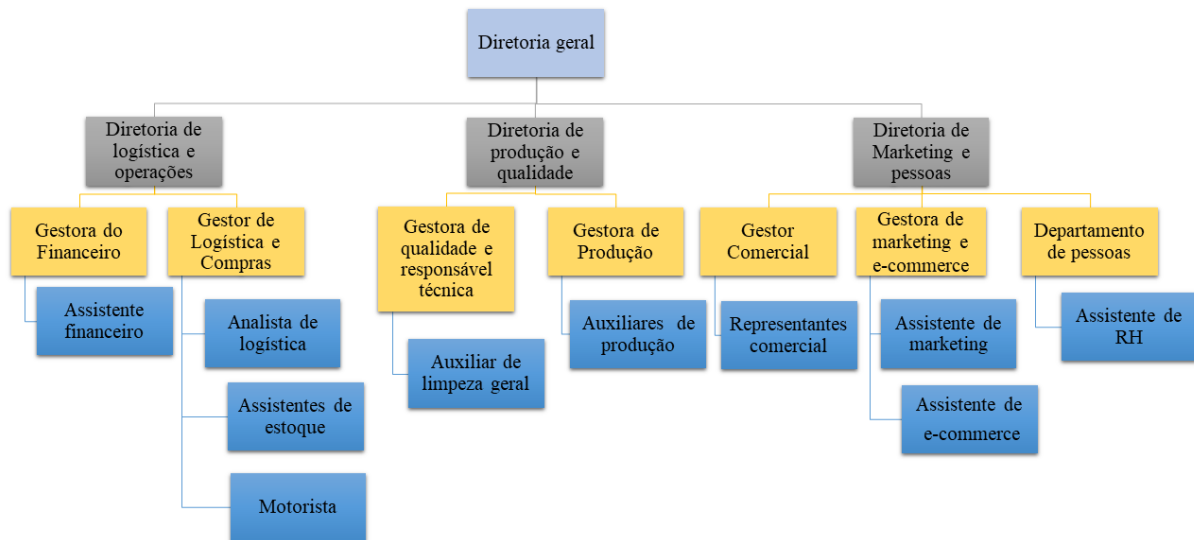 Diretoria geral
Diretoria de
logística e
operações
Diretoria de
produção e
qualidade
Diretoria de
Marketing e
pessoas
Gestora do
Financeiro
Gestor de
Logística e
Compras
Gestora de
qualidade e
responsável
técnica
Gestora de
Produção
Gestor
Comercial
Gestora de
marketing e
e-commerce
Departamento
de pessoas
Assistente
financeiro
Analista de
logística
Assistentes de
estoque
Motorista
Auxiliar de
limpeza geral
Auxiliares de
produção
Representantes
comercial
Assistente de
marketing
Assistente de
e-commerce
Assistente de
RH